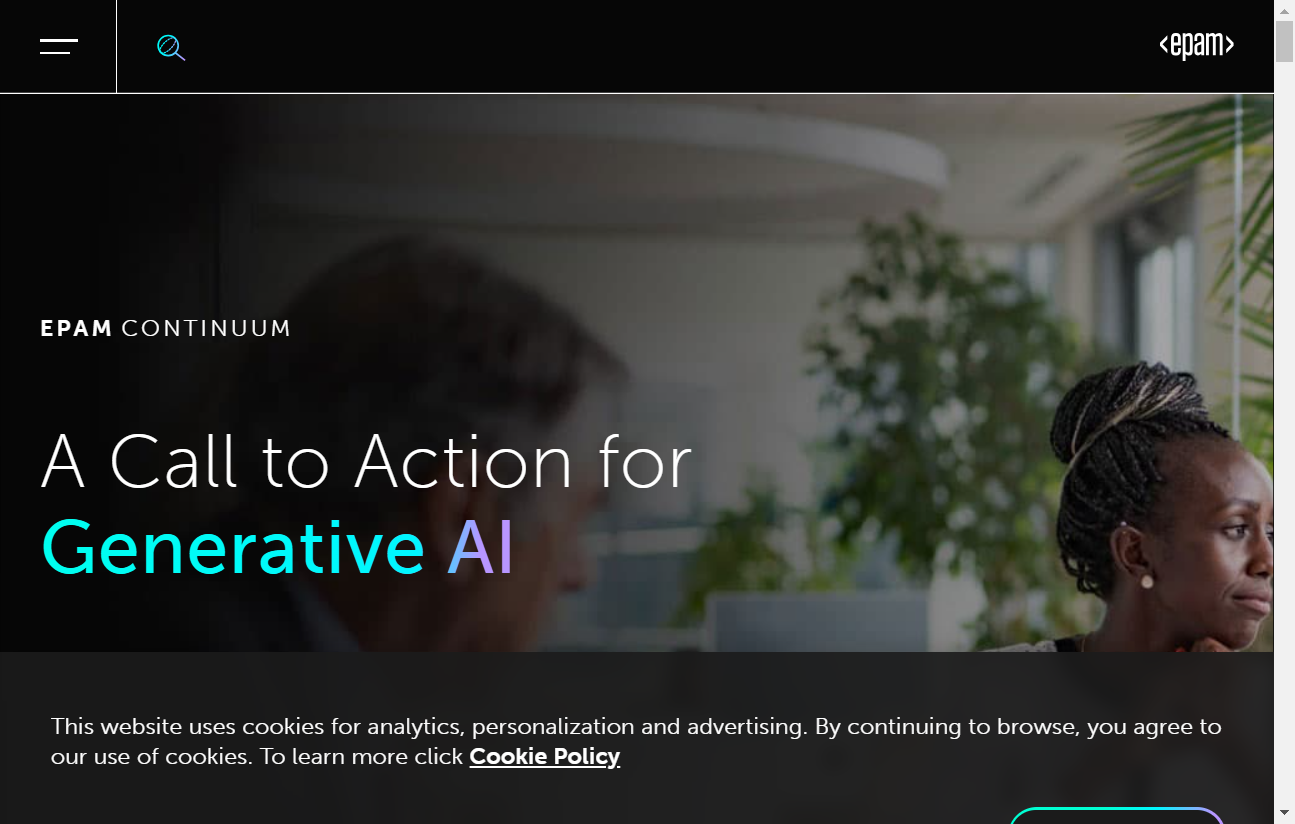 <epam>
EPAM CONTINUUM
A Call to Action for
Generative AI
This website uses cookies for analytics, personalization and advertising. By continuing to browse, you agree to
our use of cookies. To learn more click Cookie Policy